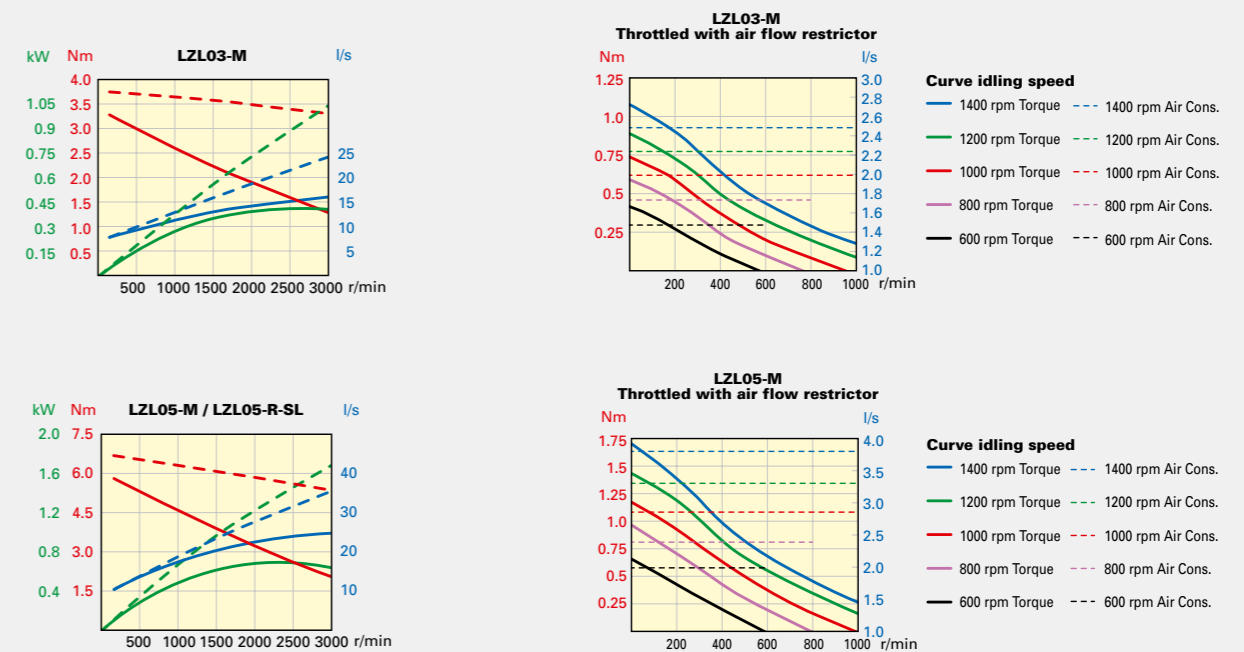 LZL03-M
kW Nm l/s
4.0
1.05 3.5
0.9 3.0
0.75 2.5 25
0.6 2.0 20
0.45 1.5 15
0.3 1.0 10
0.15 0.5 5
500 1000 1500 2000 2500 3000 r/min
LZL03-M
Throttled with air flow restrictor
Nm l/s
1.25 3.0
2.8
1.0 2.6
2.4
0.75 2.2
2.0
0.5 1.8
1.6
0.25 1.4
1.2
1.0
200 400 600 800 1000 r/min
Curve idling speed
1400 rpm Torque 1400 rpm Air Cons.
1200 rpm Torque 1200 rpm Air Cons.
1000 rpm Torque 1000 rpm Air Cons.
800 rpm Torque 800 rpm Air Cons.
600 rpm Torque 600 rpm Air Cons.
LZL05-M / LZL05-R-SL
kW Nm l/s
2.0 7.5
1.6 6.0 40
1.2 4.5 30
0.8 3.0 20
0.4 1.5 10
500 1000 1500 2000 2500 3000 r/min
LZL05-M
Throttled with air flow restrictor
Nm l/s
1.75 4.0
1.5 3.5
1.25 3.0
1.0 2.5
0.75 2.0
0.5 1.5
0.25 1.0
200 400 600 800 1000 r/min
Curve idling speed
1400 rpm Torque 1400 rpm Air Cons.
1200 rpm Torque 1200 rpm Air Cons.
1000 rpm Torque 1000 rpm Air Cons.
800 rpm Torque 800 rpm Air Cons.
600 rpm Torque 600 rpm Air Cons.